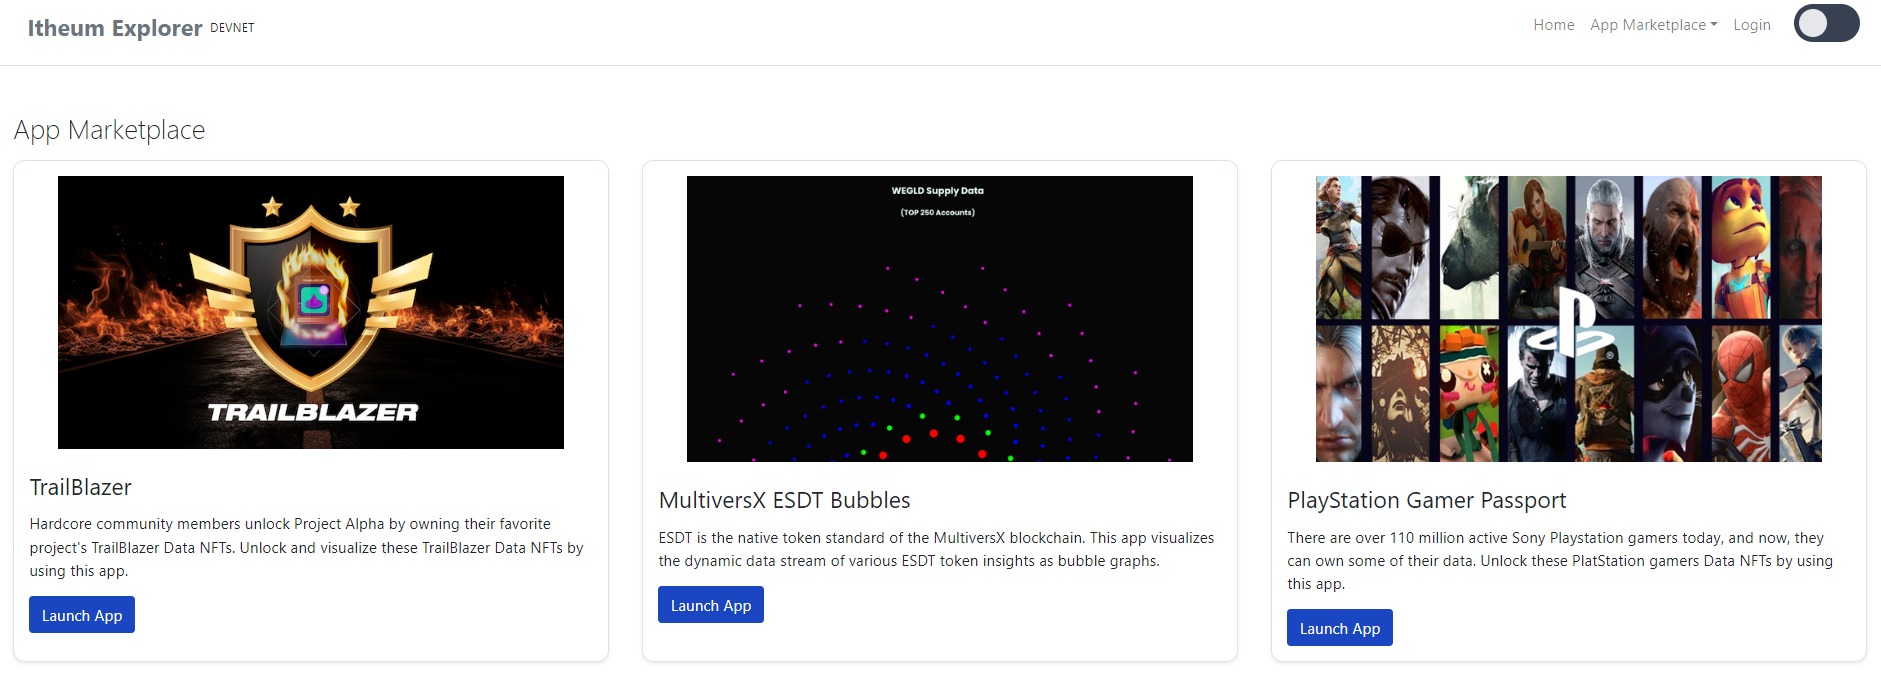 Itheum Explorer DEVNET
Home App Marketplace Login
App Marketplace
TRAILBLAZER
TrailBlazer
Hardcore community members unlock Project Alpha by owning their favorite
project's TrailBlazer Data NFTs. Unlock and visualize these TrailBlazer Data NFTs by
using this app.
Launch App
WEGLD Supply Data
(TOP 250 Accounts)
MultiversX ESDT Bubbles
ESDT is the native token standard of the MultiversX blockchain. This app visualizes
the dynamic data stream of various ESDT token insights as bubble graphs.
Launch App
PlayStation Gamer Passport
There are over 110 million active Sony Playstation gamers today, and now, they
can own some of their data. Unlock these PlatStation gamers Data NFTs by using
this app.
Launch App